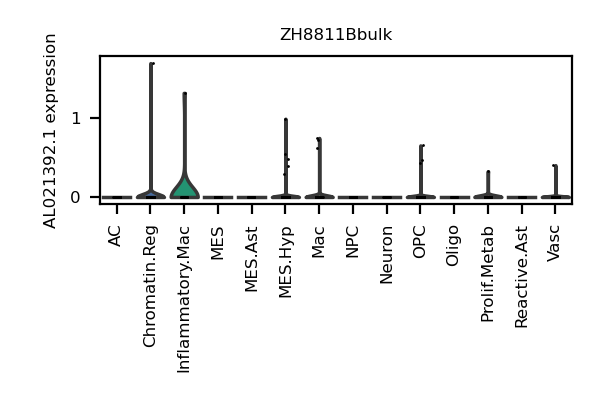 ZH8811Bbulk
AL021392.1 expression
1
0
AC
Chromatin.Reg
Inflammatory.Mac
MES
MES.Ast
MES.Hyp
Mac
NPC
Neuron
OPC
Oligo
Prolif.Metab
Reactive.Ast
Vasc